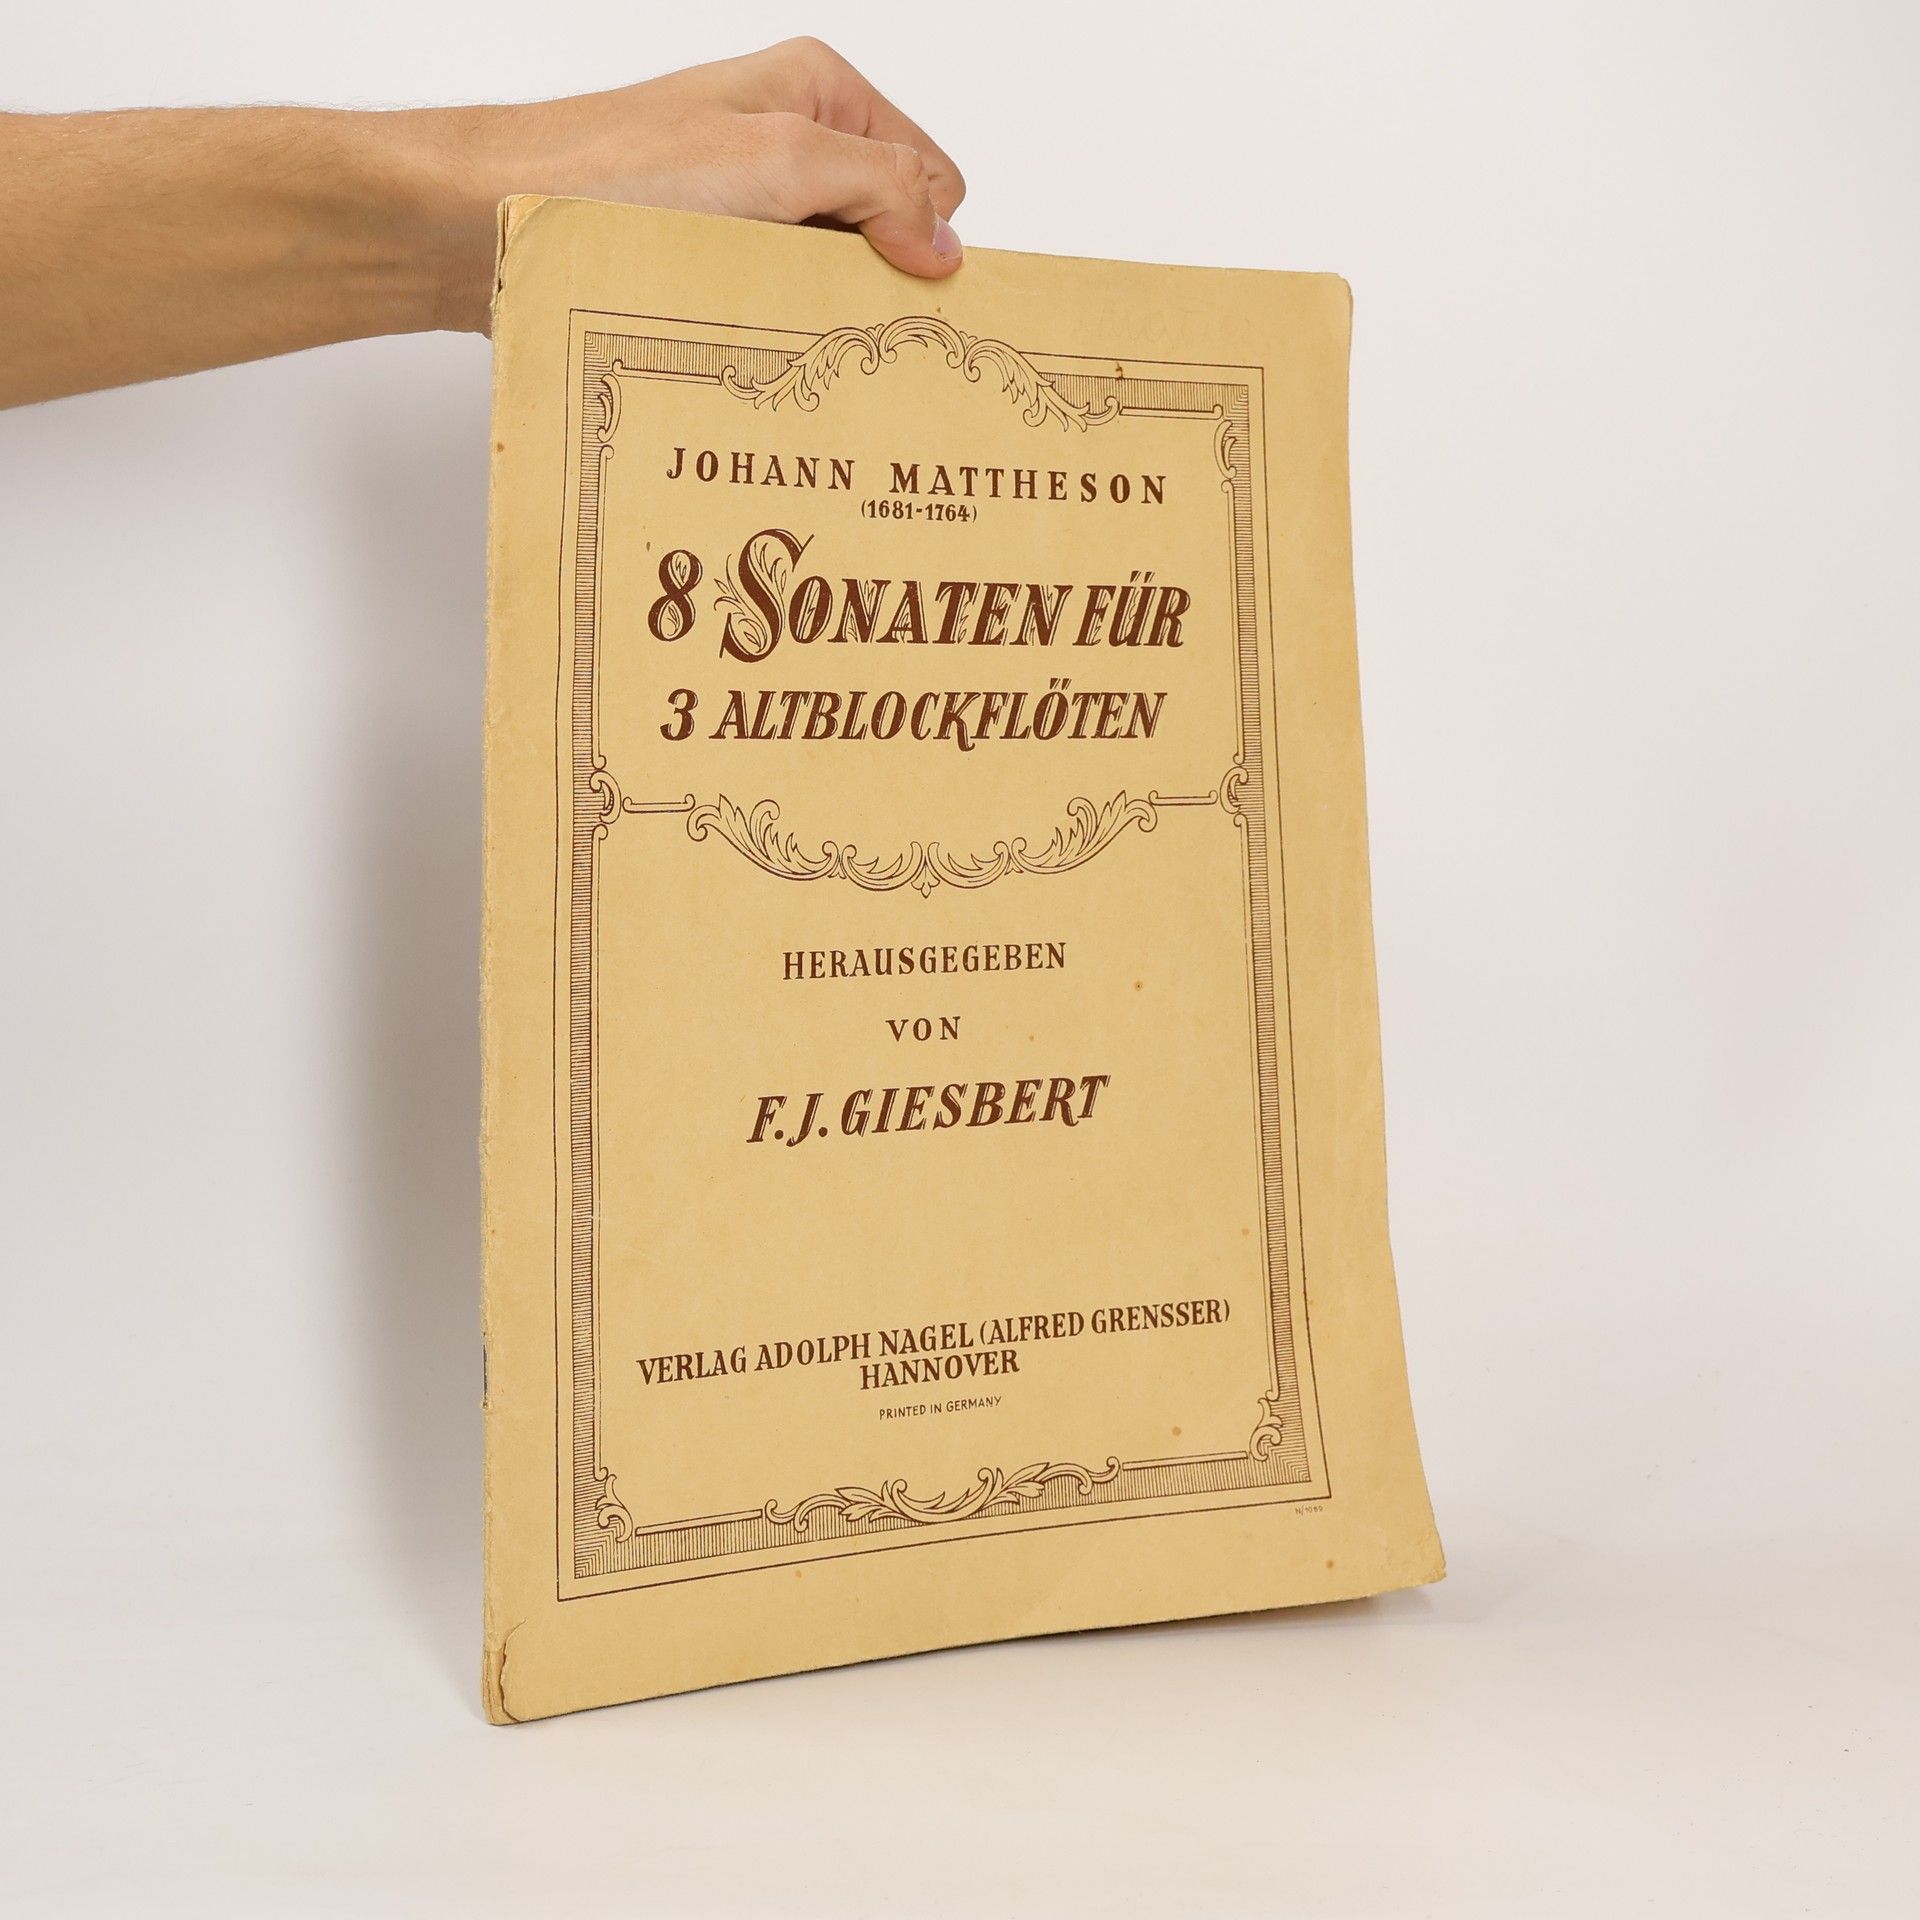 JOHANN MATTHESON
(1681-1764)
8 SONATEN FÜR
3 ALTBLOCKFLÖTEN
HERAUSGEGEBEN
VON
F.J. GIESBERT
VERLAG ADOLPH NAGEL (ALFRED GRENSSER)
HANNOVER
PRINTED IN GERMANY